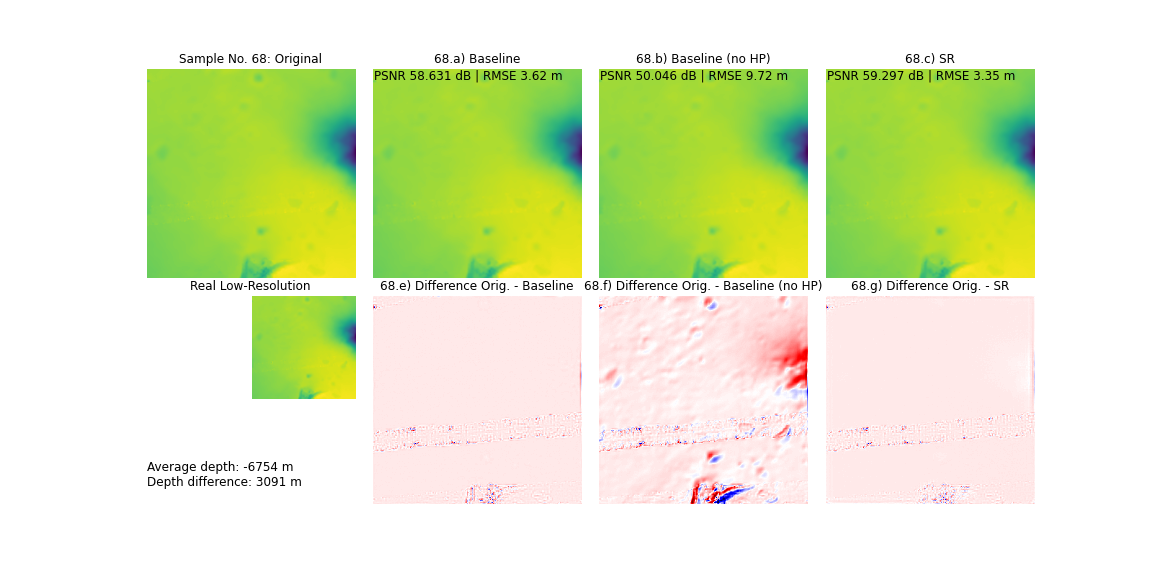 Sample No. 68: Original
68.a) Baseline
68.b) Baseline (no HP)
68.c) SR
PSNR 58.631 dB | RMSE 3.62 m
PSNR 50.046 dB | RMSE 9.72 m
PSNR 59.297 dB | RMSE 3.35 m
Real Low-Resolution
68.e) Difference Orig. - Baseline
68.f) Difference Orig. - Baseline (no HP)
68.g) Difference Orig. - SR
Average depth: -6754 m
Depth difference: 3091 m